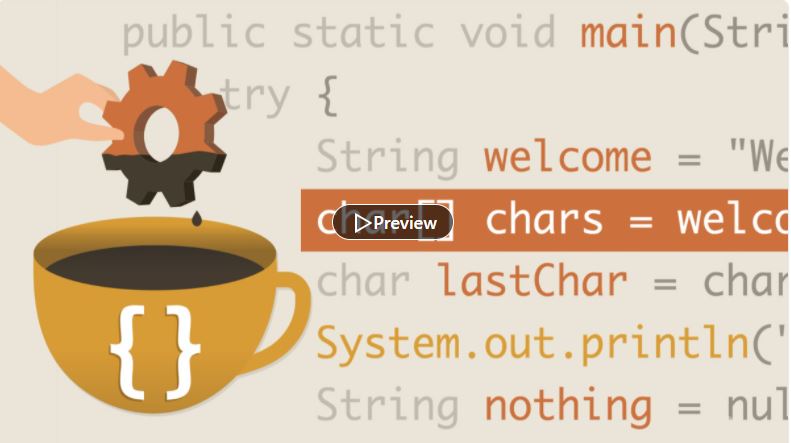 public static void main(Stri
try {
String welcome = "We
char[] chars = welco
Preview
char lastChar = char
System.out.println('
String nothing = nul
{}